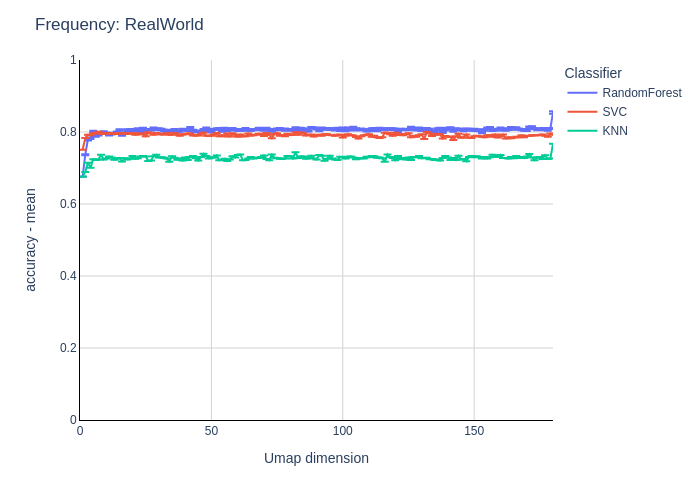 Frequency: RealWorld
Classifier
RandomForest
SVC
KNN
accuracy - mean
1
0.8
0.6
0.4
0.2
0
0
50
100
150
Umap dimension